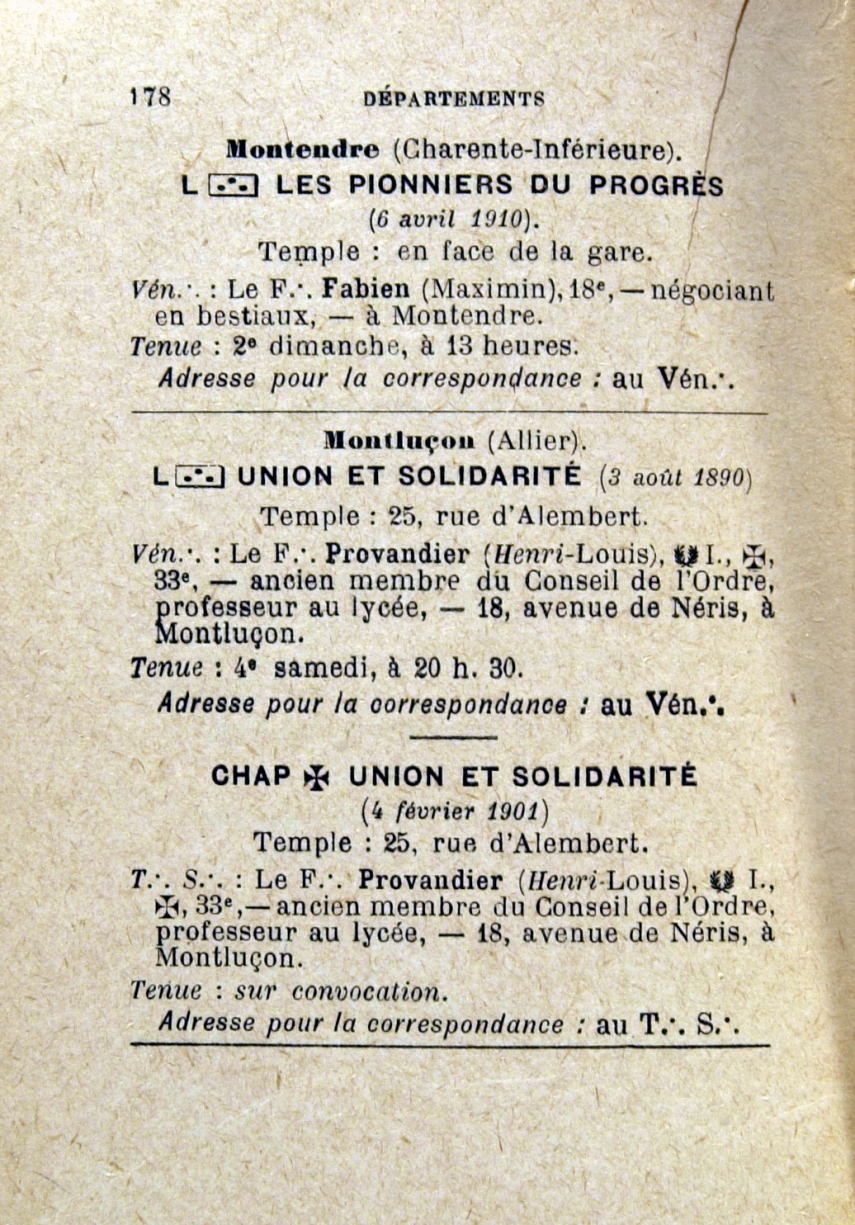 178 DÉPARTEMENTS
Montendre (Charente-Inférieure).
L [∴] LES PIONNIERS DU PROGRÈS
(6 avril 1910).
Temple : en face de la gare.
Vén.∴ : Le F∴ Fabien (Maximin), 18e, — négociant
en bestiaux, — à Montendre.
Tenue : 2e dimanche, à 13 heures.
Adresse pour la correspondance : au Vén∴
Montluçon (Allier).
L [∴] UNION ET SOLIDARITÉ (3 août 1890)
Temple : 25, rue d'Alembert.
Vén∴ : Le F∴ Provandier (Henri-Louis), I., ✠,
33e, — ancien membre du Conseil de l'Ordre,
professeur au lycée, — 18, avenue de Néris, à
Montluçon.
Tenue : 4e samedi, à 20 h. 30.
Adresse pour la correspondance : au Vén∴
CHAP ✠ UNION ET SOLIDARITÉ
(4 février 1901)
Temple : 25, rue d'Alembert.
T∴ S∴ : Le F∴ Provandier (Henri-Louis), I.,
✠, 33e, — ancien membre du Conseil de l'Ordre,
professeur au lycée, — 18, avenue de Néris, à
Montluçon.
Tenue : sur convocation.
Adresse pour la correspondance : au T∴ S∴